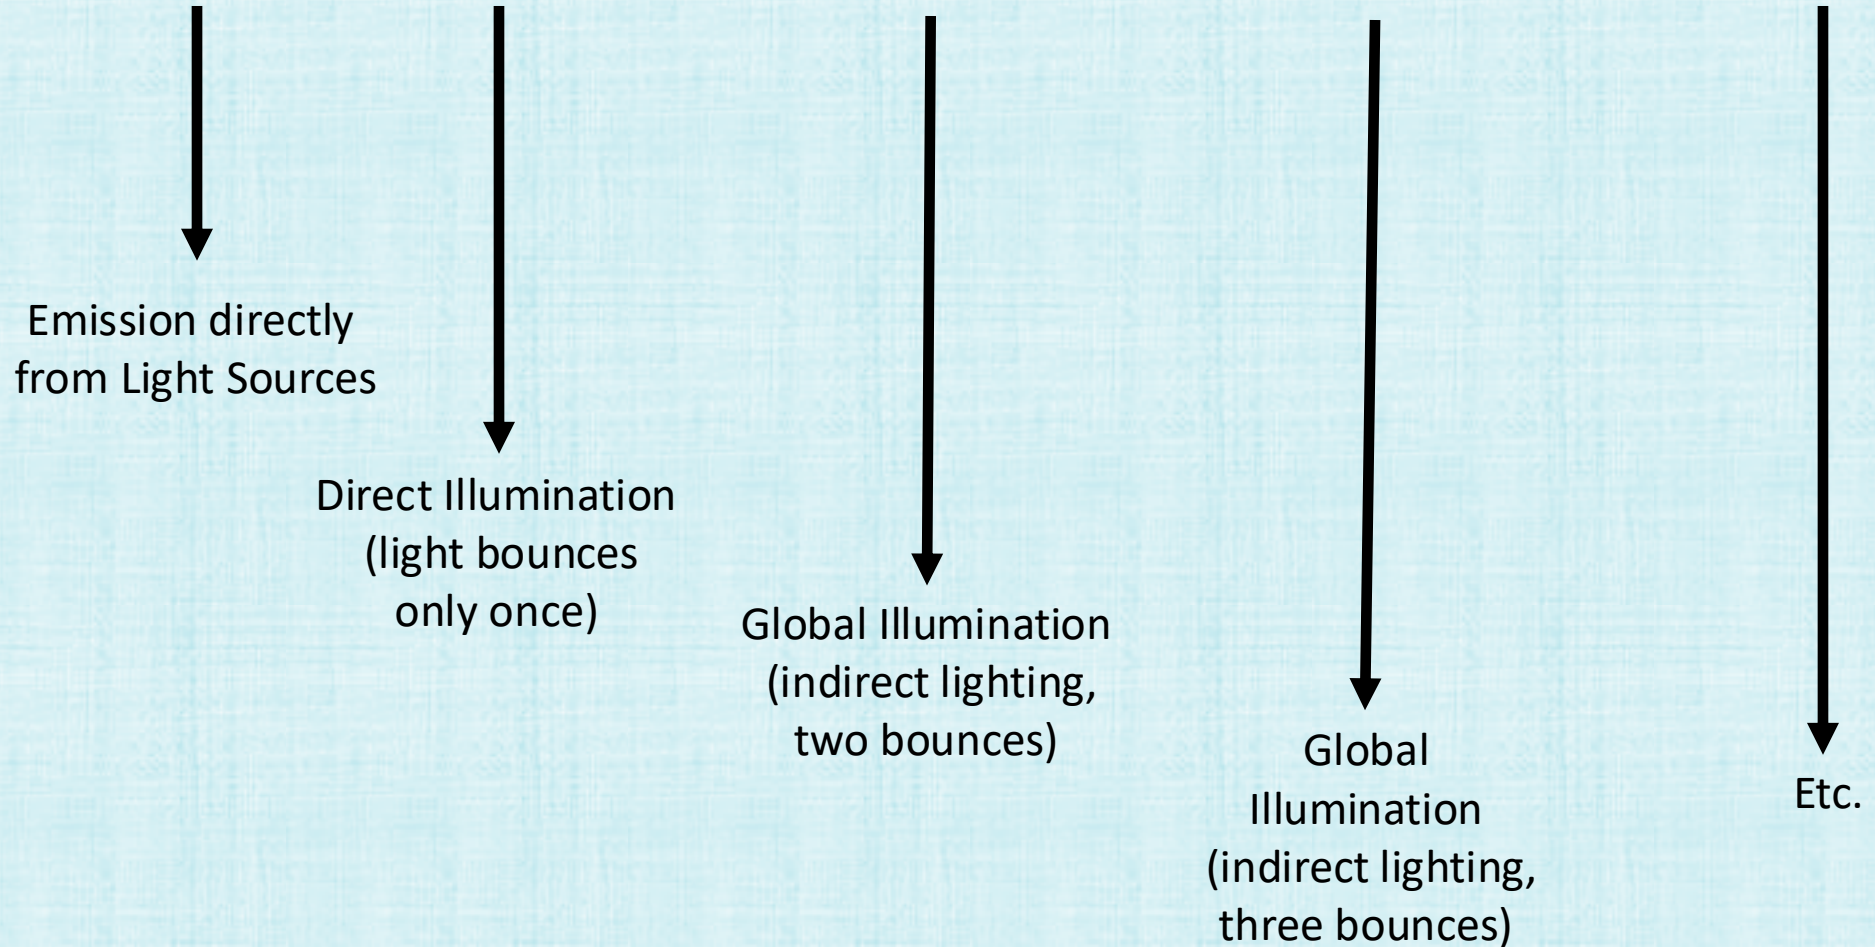 Emission directly
from Light Sources
Direct Illumination
(light bounces
only once)
Global Illumination
(indirect lighting,
two bounces)
Global
Illumination
(indirect lighting,
three bounces)
Etc.